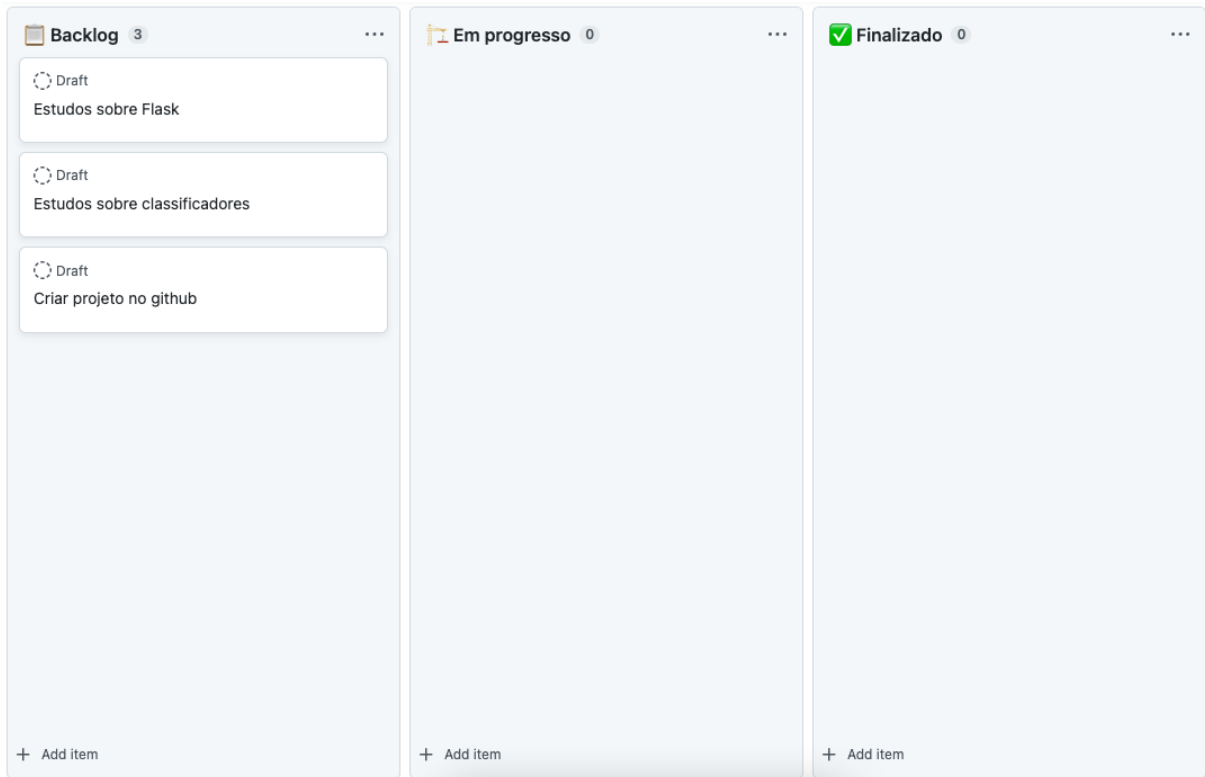 Backlog 3
Draft
Estudos sobre Flask
Draft
Estudos sobre classificadores
Draft
Criar projeto no github
+ Add item
Em progresso 0
+ Add item
Finalizado 0
+ Add item